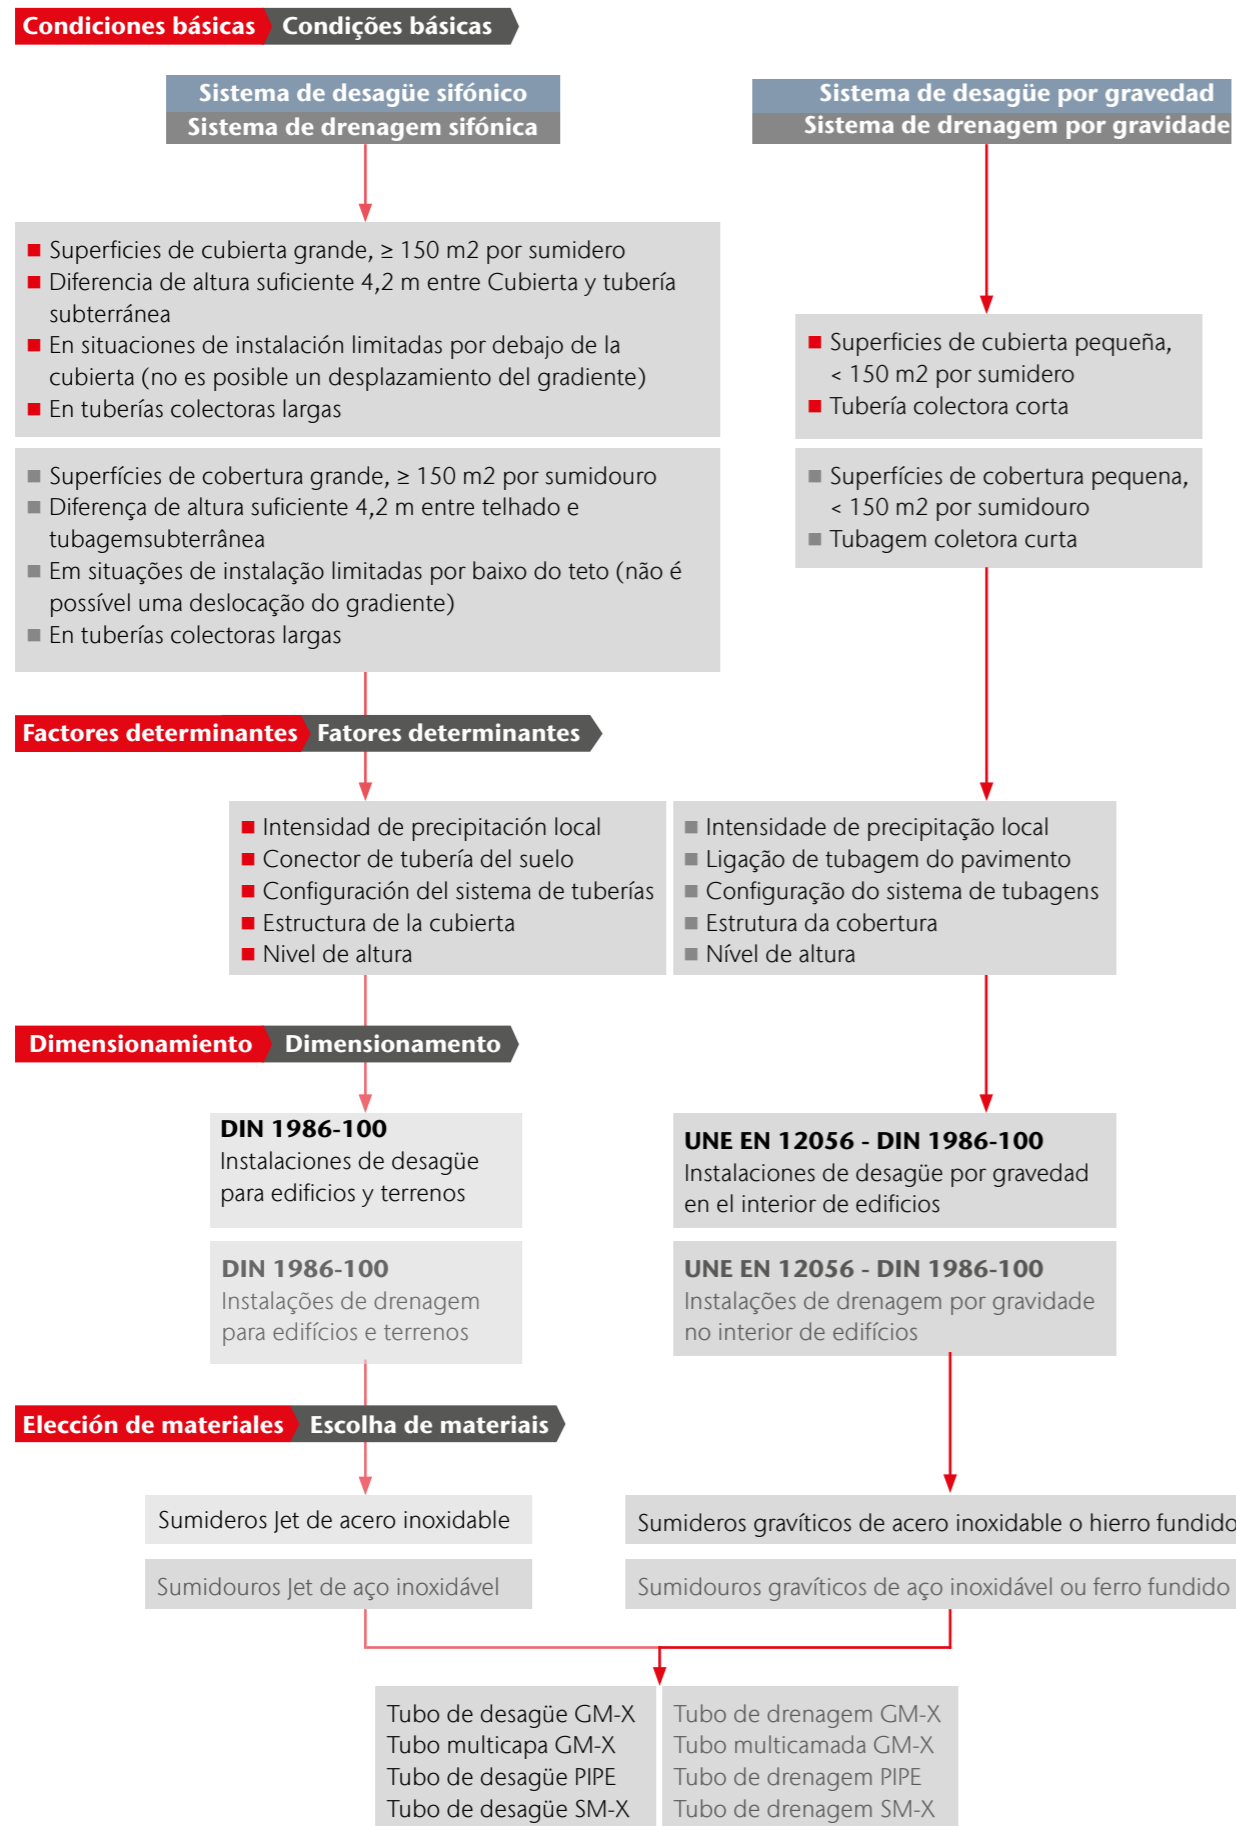 Condiciones básicas Condições básicas
Sistema de desagüe sifónico
Sistema de drenagem sifónica
Sistema de desagüe por gravedad
Sistema de drenagem por gravidade
Superficies de cubierta grande, ≥ 150 m2 por sumidero
Diferencia de altura suficiente 4,2 m entre Cubierta y tubería
subterránea
En situaciones de instalación limitadas por debajo de la
cubierta (no es posible un desplazamiento del gradiente)
En tuberías colectoras largas
Superfícies de cobertura grande, ≥ 150 m2 por sumidouro
Diferença de altura suficiente 4,2 m entre telhado e
tubagemsubterrânea
Em situações de instalação limitadas por baixo do teto (não é
possível uma deslocação do gradiente)
En tuberías colectoras largas
Superficies de cubierta pequeña,
< 150 m2 por sumidero
Tubería colectora corta
Superfícies de cobertura pequena,
< 150 m2 por sumidouro
Tubagem coletora curta
Factores determinantes Fatores determinantes
Intensidad de precipitación local
Conector de tubería del suelo
Configuración del sistema de tuberías
Estructura de la cubierta
Nivel de altura
Intensidade de precipitação local
Ligação de tubagem do pavimento
Configuração do sistema de tubagens
Estrutura da cobertura
Nível de altura
Dimensionamiento Dimensionamento
DIN 1986-100
Instalaciones de desagüe
para edificios y terrenos
DIN 1986-100
Instalações de drenagem
para edifícios e terrenos
UNE EN 12056 - DIN 1986-100
Instalaciones de desagüe por gravedad
en el interior de edificios
UNE EN 12056 - DIN 1986-100
Instalações de drenagem por gravidade
no interior de edifícios
Elección de materiales Escolha de materiais
Sumideros Jet de acero inoxidable
Sumidouros Jet de aço inoxidável
Sumideros gravíticos de acero inoxidable o hierro fundido
Sumidouros gravíticos de aço inoxidável ou ferro fundido
Tubo de desagüe GM-X
Tubo multicapa GM-X
Tubo de desagüe PIPE
Tubo de desagüe SM-X
Tubo de drenagem GM-X
Tubo multicamada GM-X
Tubo de drenagem PIPE
Tubo de drenagem SM-X